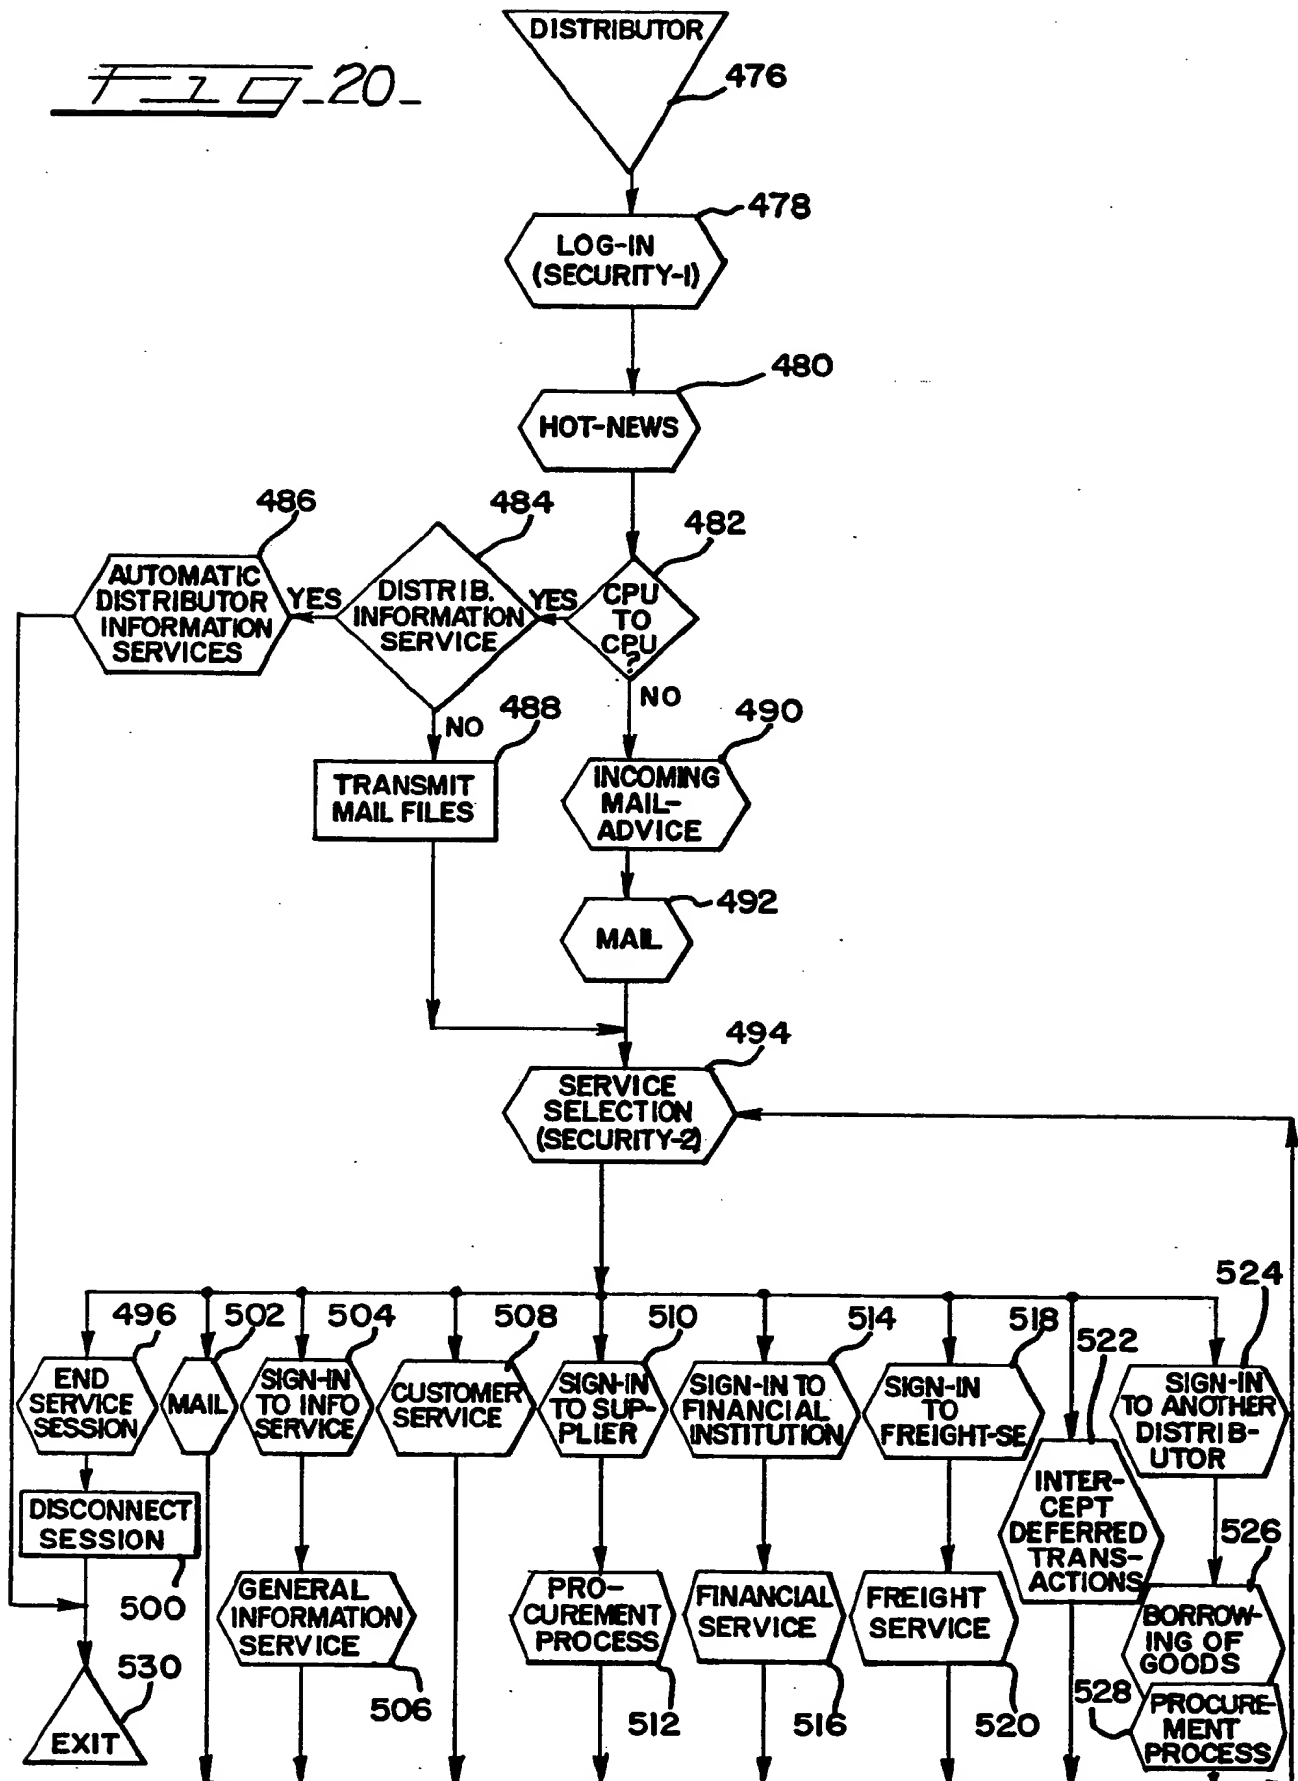 Fig_20_
DISTRIBUTOR
476
478
LOG-IN
(SECURITY-1)
480
HOT-NEWS
486
484
482
AUTOMATIC
DISTRIBUTOR
INFORMATION
SERVICES
YES
DISTRIB.
INFORMATION
SERVICE
YES
CPU
TO
CPU
?
NO
NO
488
490
TRANSMIT
MAIL FILES
INCOMING
MAIL-
ADVICE
492
MAIL
494
SERVICE
SELECTION
(SECURITY-2)
496
502
504
508
510
514
518
522
524
END
SERVICE
SESSION
MAIL
SIGN-IN
TO INFO
SERVICE
CUSTOMER
SERVICE
SIGN-IN
TO SUP-
PLIER
SIGN-IN TO
FINANCIAL
INSTITUTION
SIGN-IN
TO
FREIGHT-SE
SIGN-IN
TO ANOTHER
DISTRIB-
UTOR
DISCONNECT
SESSION
500
INTER-
CEPT
DEFERRED
TRANS-
ACTIONS
526
GENERAL
INFORMATION
SERVICE
506
PRO-
CUREMENT
PROCESS
512
FINANCIAL
SERVICE
516
FREIGHT
SERVICE
520
BORROW-
ING OF
GOODS
528
PROCURE-
MENT
PROCESS
530
EXIT